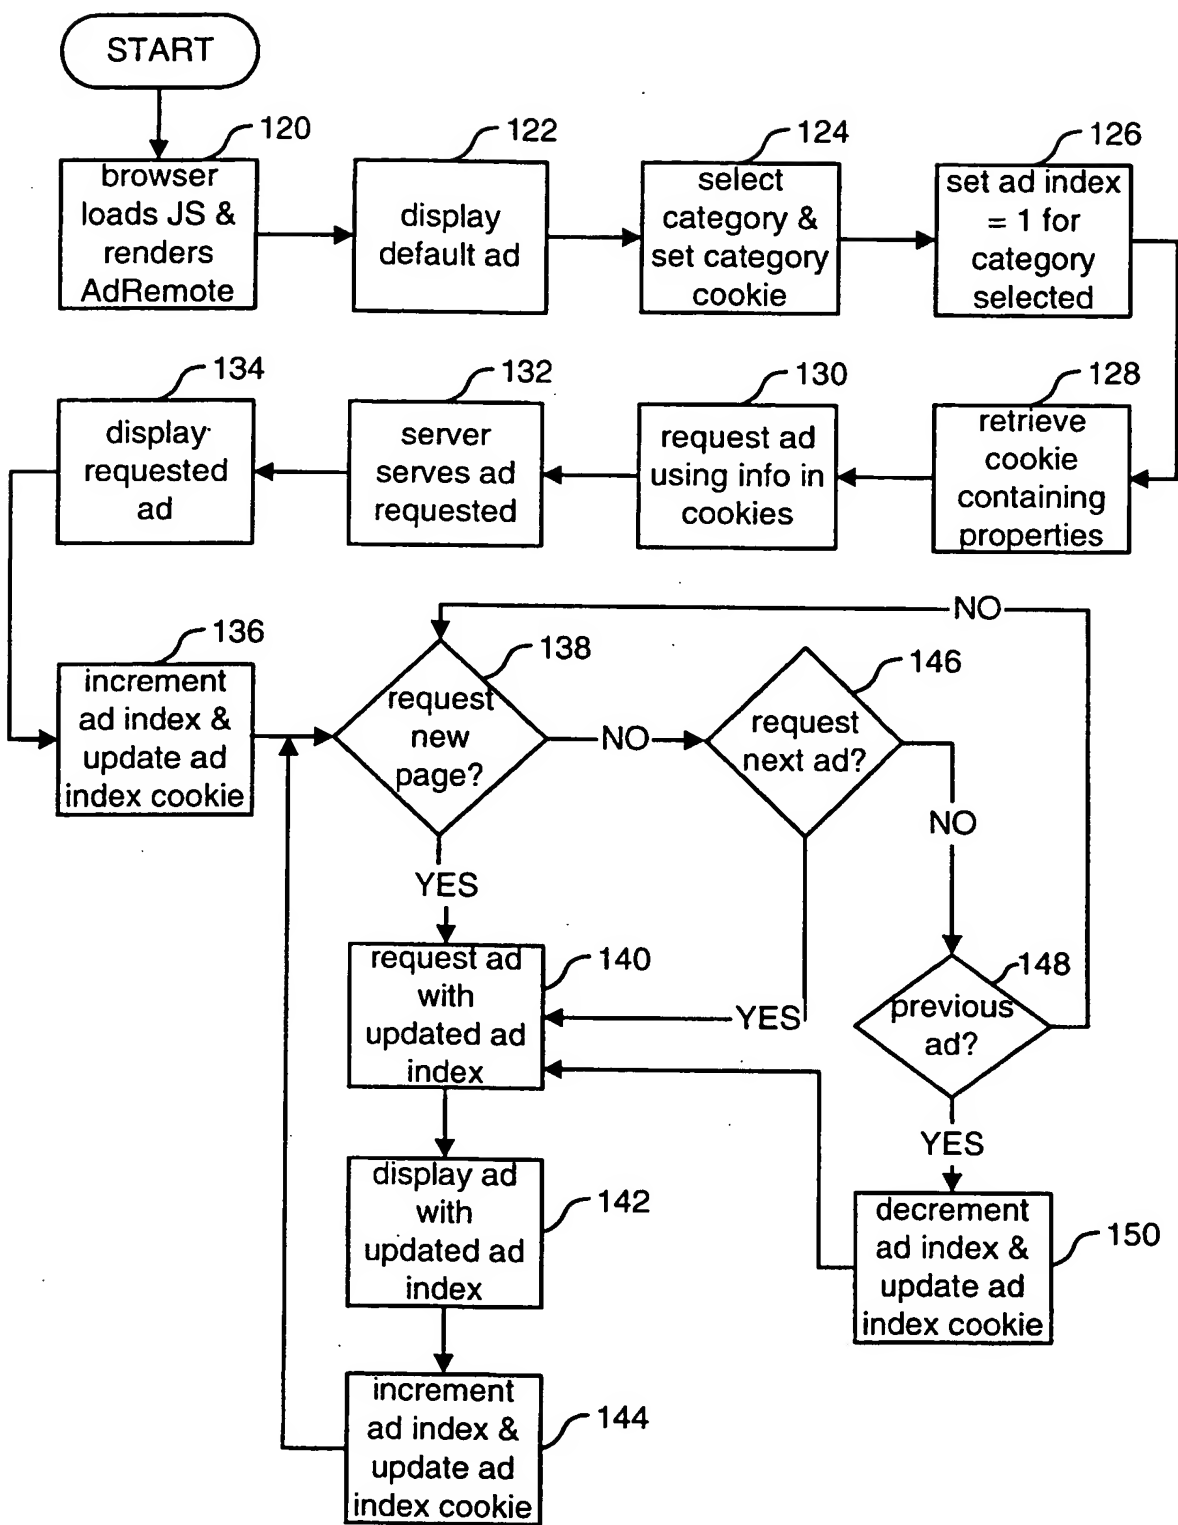 START
120
browser
loads JS &
renders
AdRemote
122
display
default ad
124
select
category &
set category
cookie
126
set ad index
= 1 for
category
selected
134
display
requested
ad
132
server
serves ad
requested
130
request ad
using info in
cookies
128
retrieve
cookie
containing
properties
NO
136
increment
ad index &
update ad
index cookie
138
request
new
page?
NO
146
request
next ad?
NO
YES
140
request ad
with
updated ad
index
YES
148
previous
ad?
YES
142
display ad
with
updated ad
index
150
decrement
ad index &
update ad
index cookie
144
increment
ad index &
update ad
index cookie